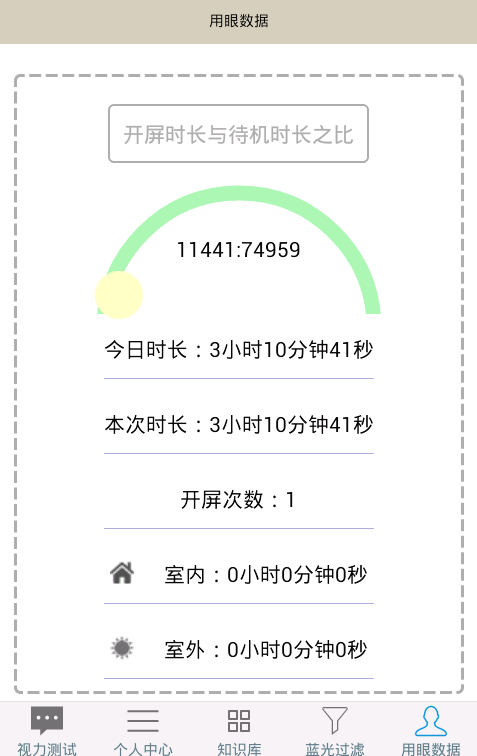 用眼数据
开屏时长与待机时长之比
11441:74959
今日时长：3小时10分钟41秒
本次时长：3小时10分钟41秒
开屏次数：1
室内：0小时0分钟0秒
室外：0小时0分钟0秒
视力测试 个人中心 知识库 蓝光过滤 用眼数据